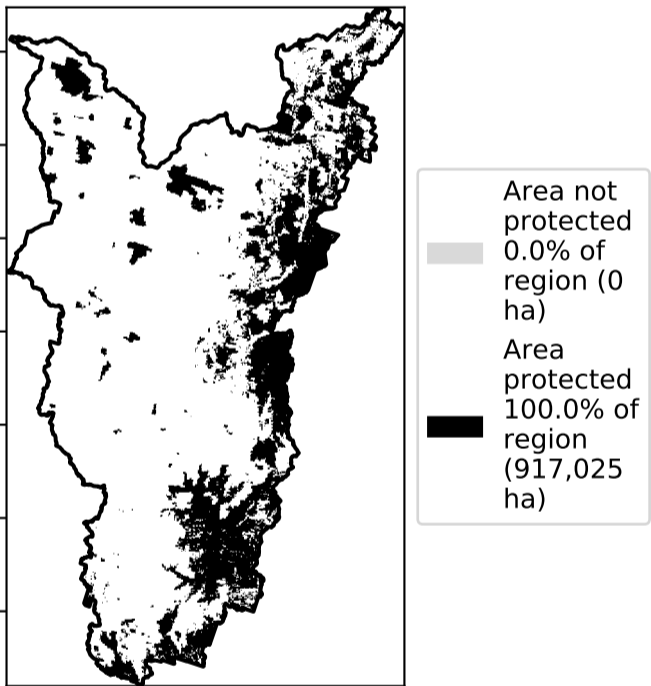 Area not
protected
0.0% of
region (0
ha)
Area
protected
100.0% of
region
(917,025
ha)